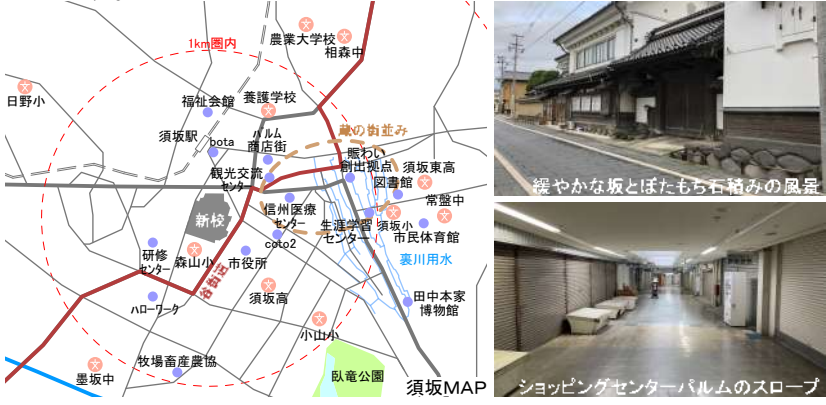 農業大学校
相森中
1km圏内
日野小
福祉会館
養護学校
須坂駅
bota
パルム
商店街
蔵の街並み
賑わい
創出拠点
須坂東高
図書館
観光交流
センター
常盤中
新校
信州医療
センター
生涯学習
センター
須坂小
市民体育館
coto2
研修
センター
森山小
市役所
谷街道
裏川用水
須坂高
ハローワーク
田中本家
博物館
小山小
墨坂中
牧場畜産農協
臥竜公園
須坂MAP
緩やかな坂とぼたもち石積みの風景
ショッピングセンターパルムのスロープ